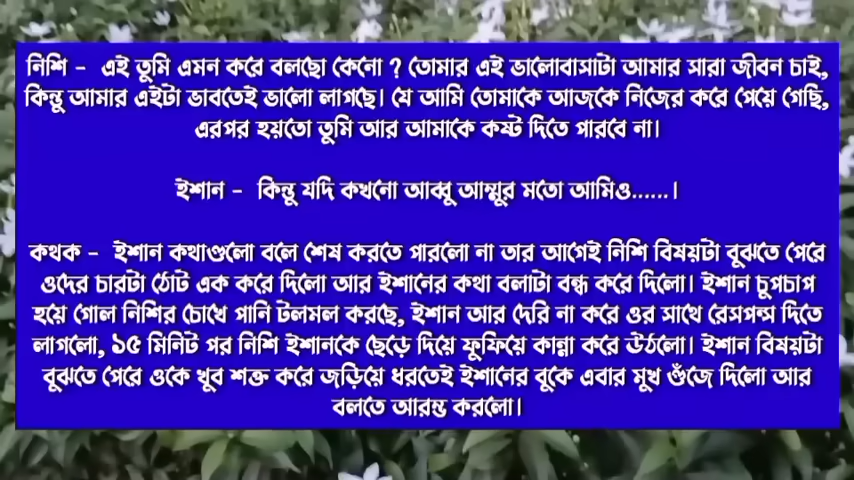 নিশি – এই তুমি এমন করে বলছো কেনো ? তোমার এই ভালোবাসাটা আমার সারা জীবন চাই,
কিন্তু আমার এইটা ভাবতেই ভালো লাগছে। যে আমি তোমাকে আজকে নিজের করে পেয়ে গেছি,
এরপর হয়তো তুমি আর আমাকে কষ্ট দিতে পারবে না।
ইশান – কিন্তু যদি কখনো আব্বু আম্মুর মতো আমিও......।
কথক – ইশান কথাগুলো বলে শেষ করতে পারলো না তার আগেই নিশি বিষয়টা বুঝতে পেরে
ওদের চারটা ঠোঁট এক করে দিলো আর ইশানের কথা বলাটা বন্ধ করে দিলো। ইশান চুপচাপ
হয়ে গেল নিশির চোখে পানি টলমল করছে, ইশান আর দেরি না করে ওর সাথে রেসপন্স দিতে
লাগলো, ১৫ মিনিট পর নিশি ইশানকে ছেড়ে দিয়ে ফুফিয়ে কান্না করে উঠলো। ইশান বিষয়টা
বুঝতে পেরে ওকে খুব শক্ত করে জড়িয়ে ধরতেই ইশানের বুকে এবার মুখ গুঁজে দিলো আর
বলতে আরম্ভ করলো।